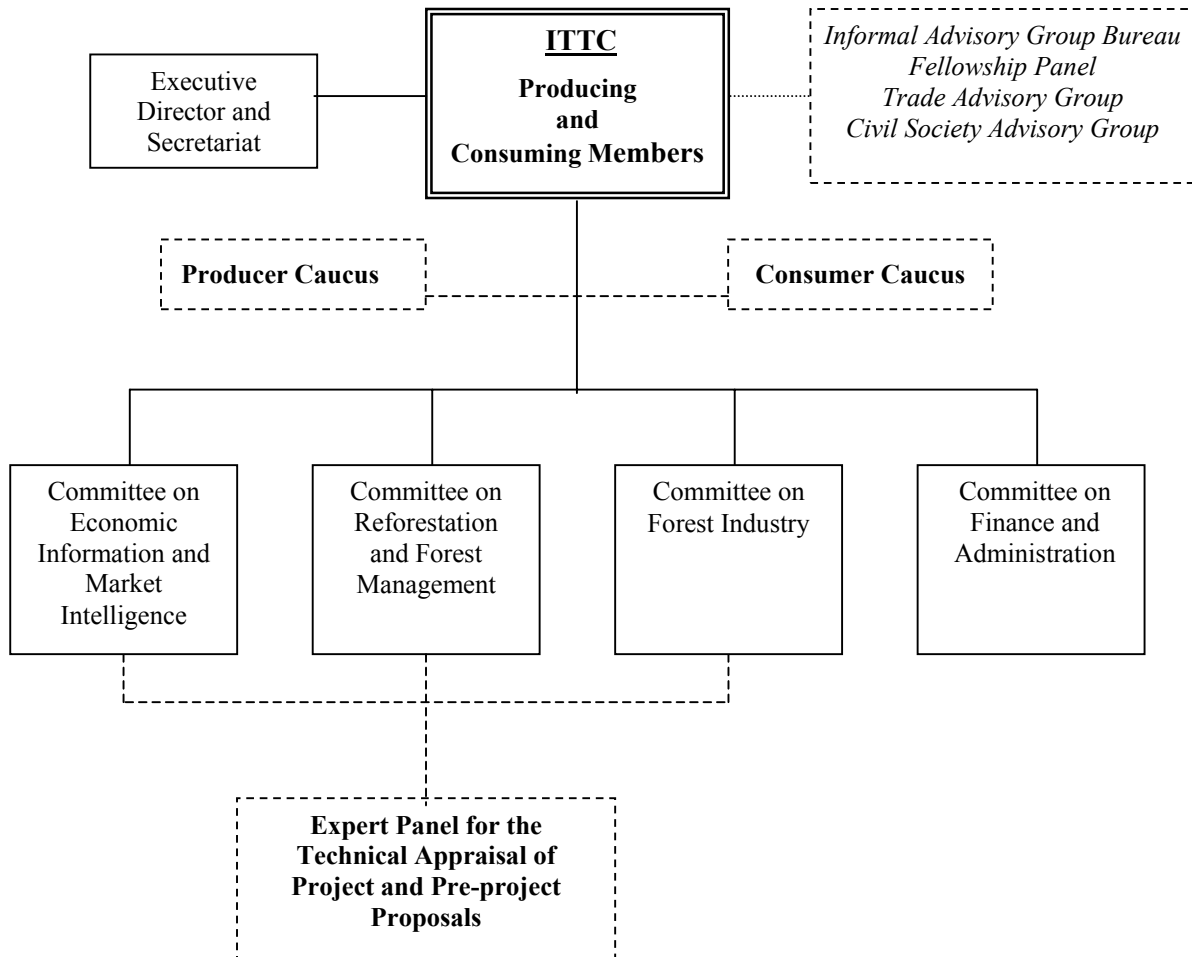 ITTC
Producing
and
Consuming Members
Executive
Director and
Secretariat
Informal Advisory Group Bureau
Fellowship Panel
Trade Advisory Group
Civil Society Advisory Group
Producer Caucus
Consumer Caucus
Committee on
Economic
Information and
Market
Intelligence
Committee on
Reforestation
and Forest
Management
Committee on
Forest Industry
Committee on
Finance and
Administration
Expert Panel for the
Technical Appraisal of
Project and Pre-project
Proposals